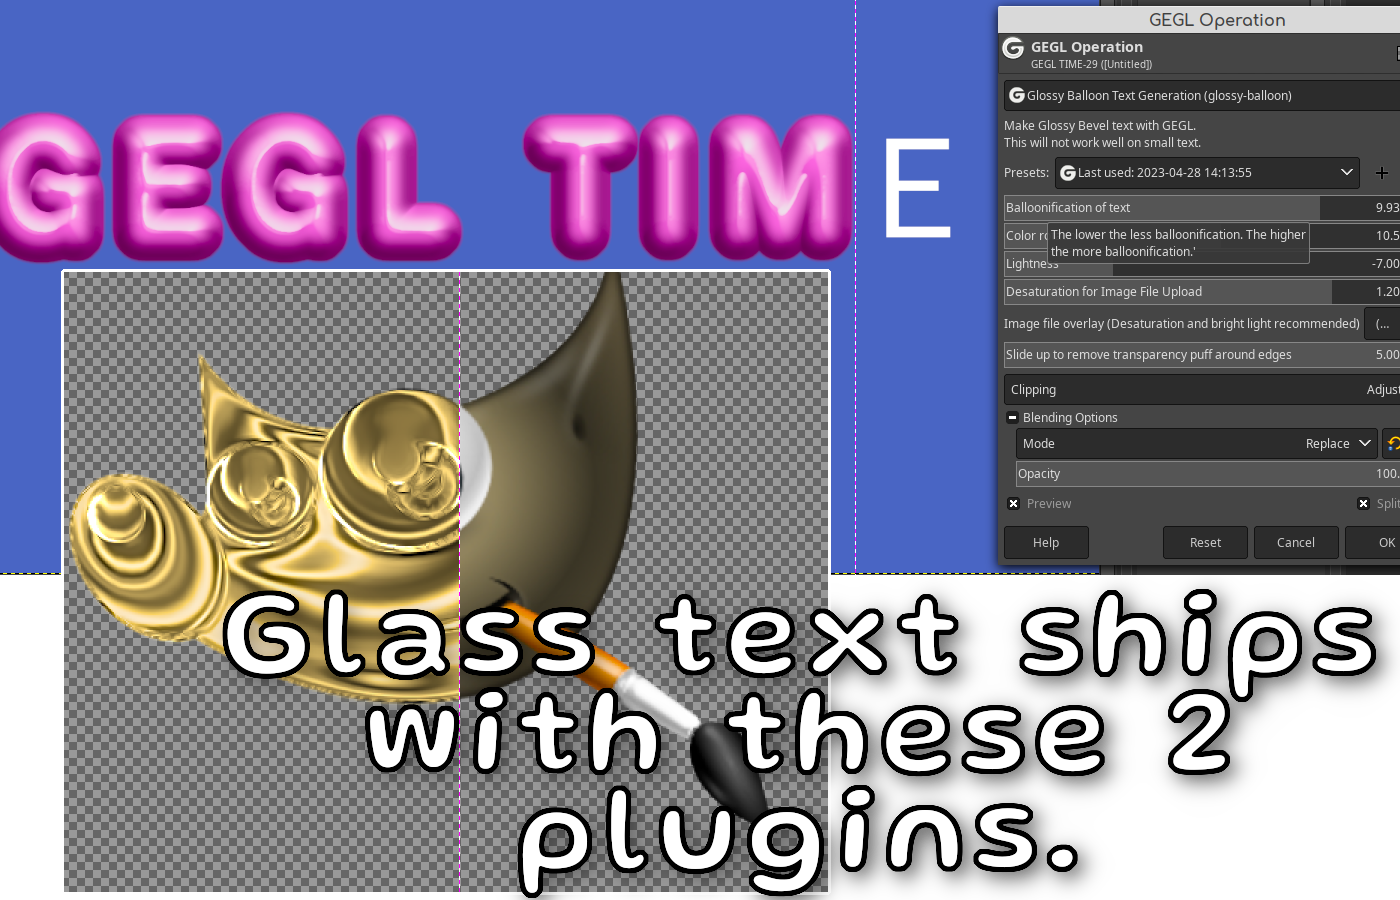 GEGL TIME
GEGL Operation
GEGL Operation
GEGL TIME-29 ([Untitled])
Glossy Balloon Text Generation (glossy-balloon)
Make Glossy Bevel text with GEGL.
This will not work well on small text.
Presets: Last used: 2023-04-28 14:13:55
Balloonification of text 9.93
Color 10.5
The lower the less balloonification. The higher
the more balloonification.'
Lightness -7.00
Desaturation for Image File Upload 1.20
Image file overlay (Desaturation and bright light recommended) (...
Slide up to remove transparency puff around edges 5.00
Clipping Adjust
Blending Options
Mode Replace
Opacity 100.
Preview Split
Help Reset Cancel OK
Glass text ships
with these 2
plugins.